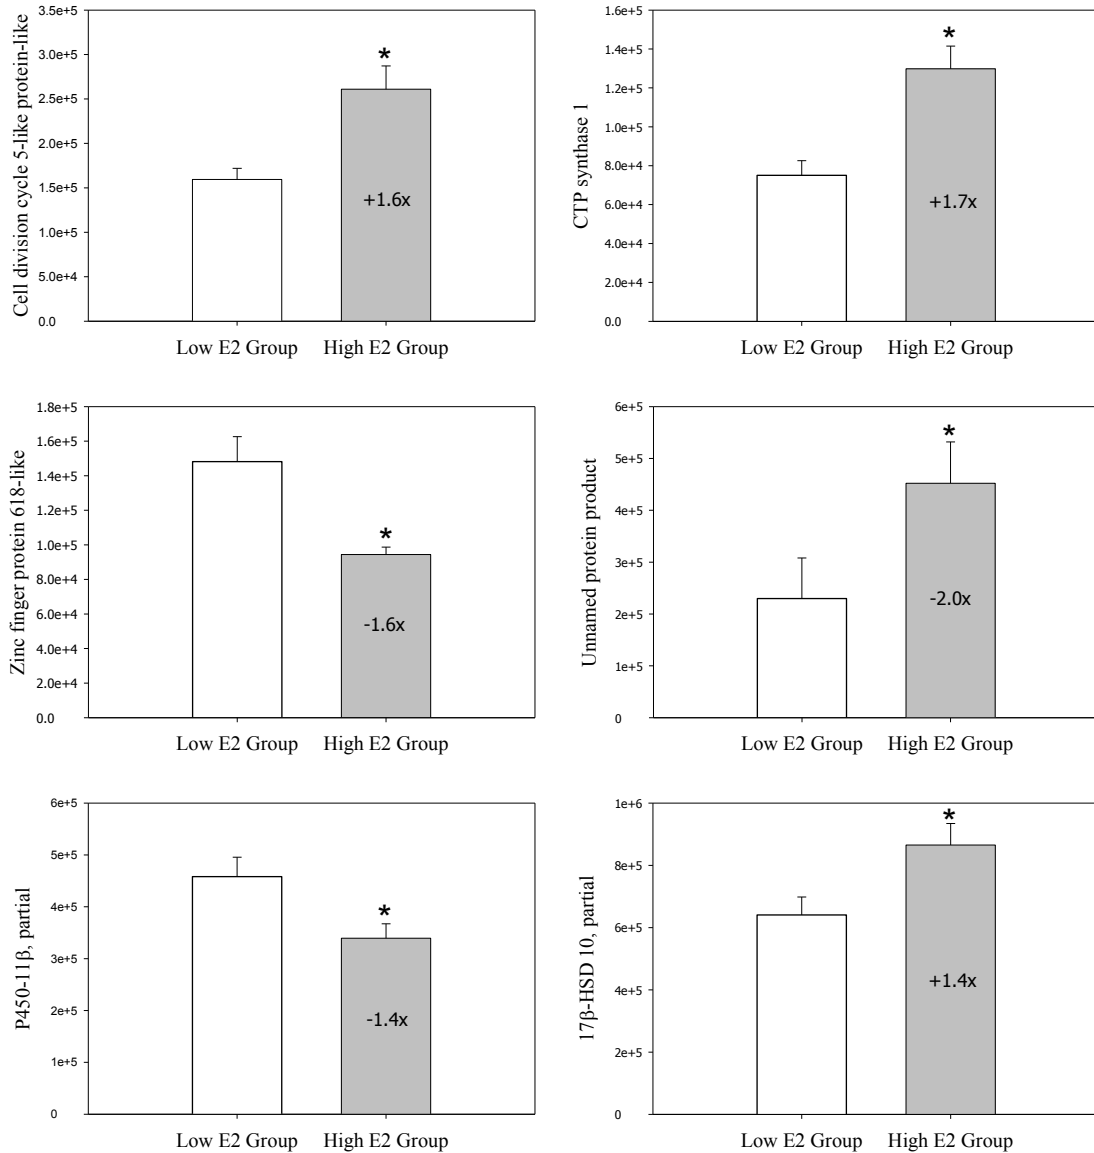 Cell division cycle 5-like protein-like
3.5e+5
3.0e+5
2.5e+5
2.0e+5
1.5e+5
1.0e+5
5.0e+4
0.0
*
+1.6x
Low E2 Group
High E2 Group
CTP synthase 1
1.6e+5
1.4e+5
1.2e+5
1.0e+5
8.0e+4
6.0e+4
4.0e+4
2.0e+4
0.0
*
+1.7x
Low E2 Group
High E2 Group
Zinc finger protein 618-like
1.8e+5
1.6e+5
1.4e+5
1.2e+5
1.0e+5
8.0e+4
6.0e+4
4.0e+4
2.0e+4
0.0
*
-1.6x
Low E2 Group
High E2 Group
Unnamed protein product
6e+5
5e+5
4e+5
3e+5
2e+5
1e+5
0
*
-2.0x
Low E2 Group
High E2 Group
P450-11β, partial
6e+5
5e+5
4e+5
3e+5
2e+5
1e+5
0
*
-1.4x
Low E2 Group
High E2 Group
17β-HSD 10, partial
1e+6
8e+5
6e+5
4e+5
2e+5
0
*
+1.4x
Low E2 Group
High E2 Group